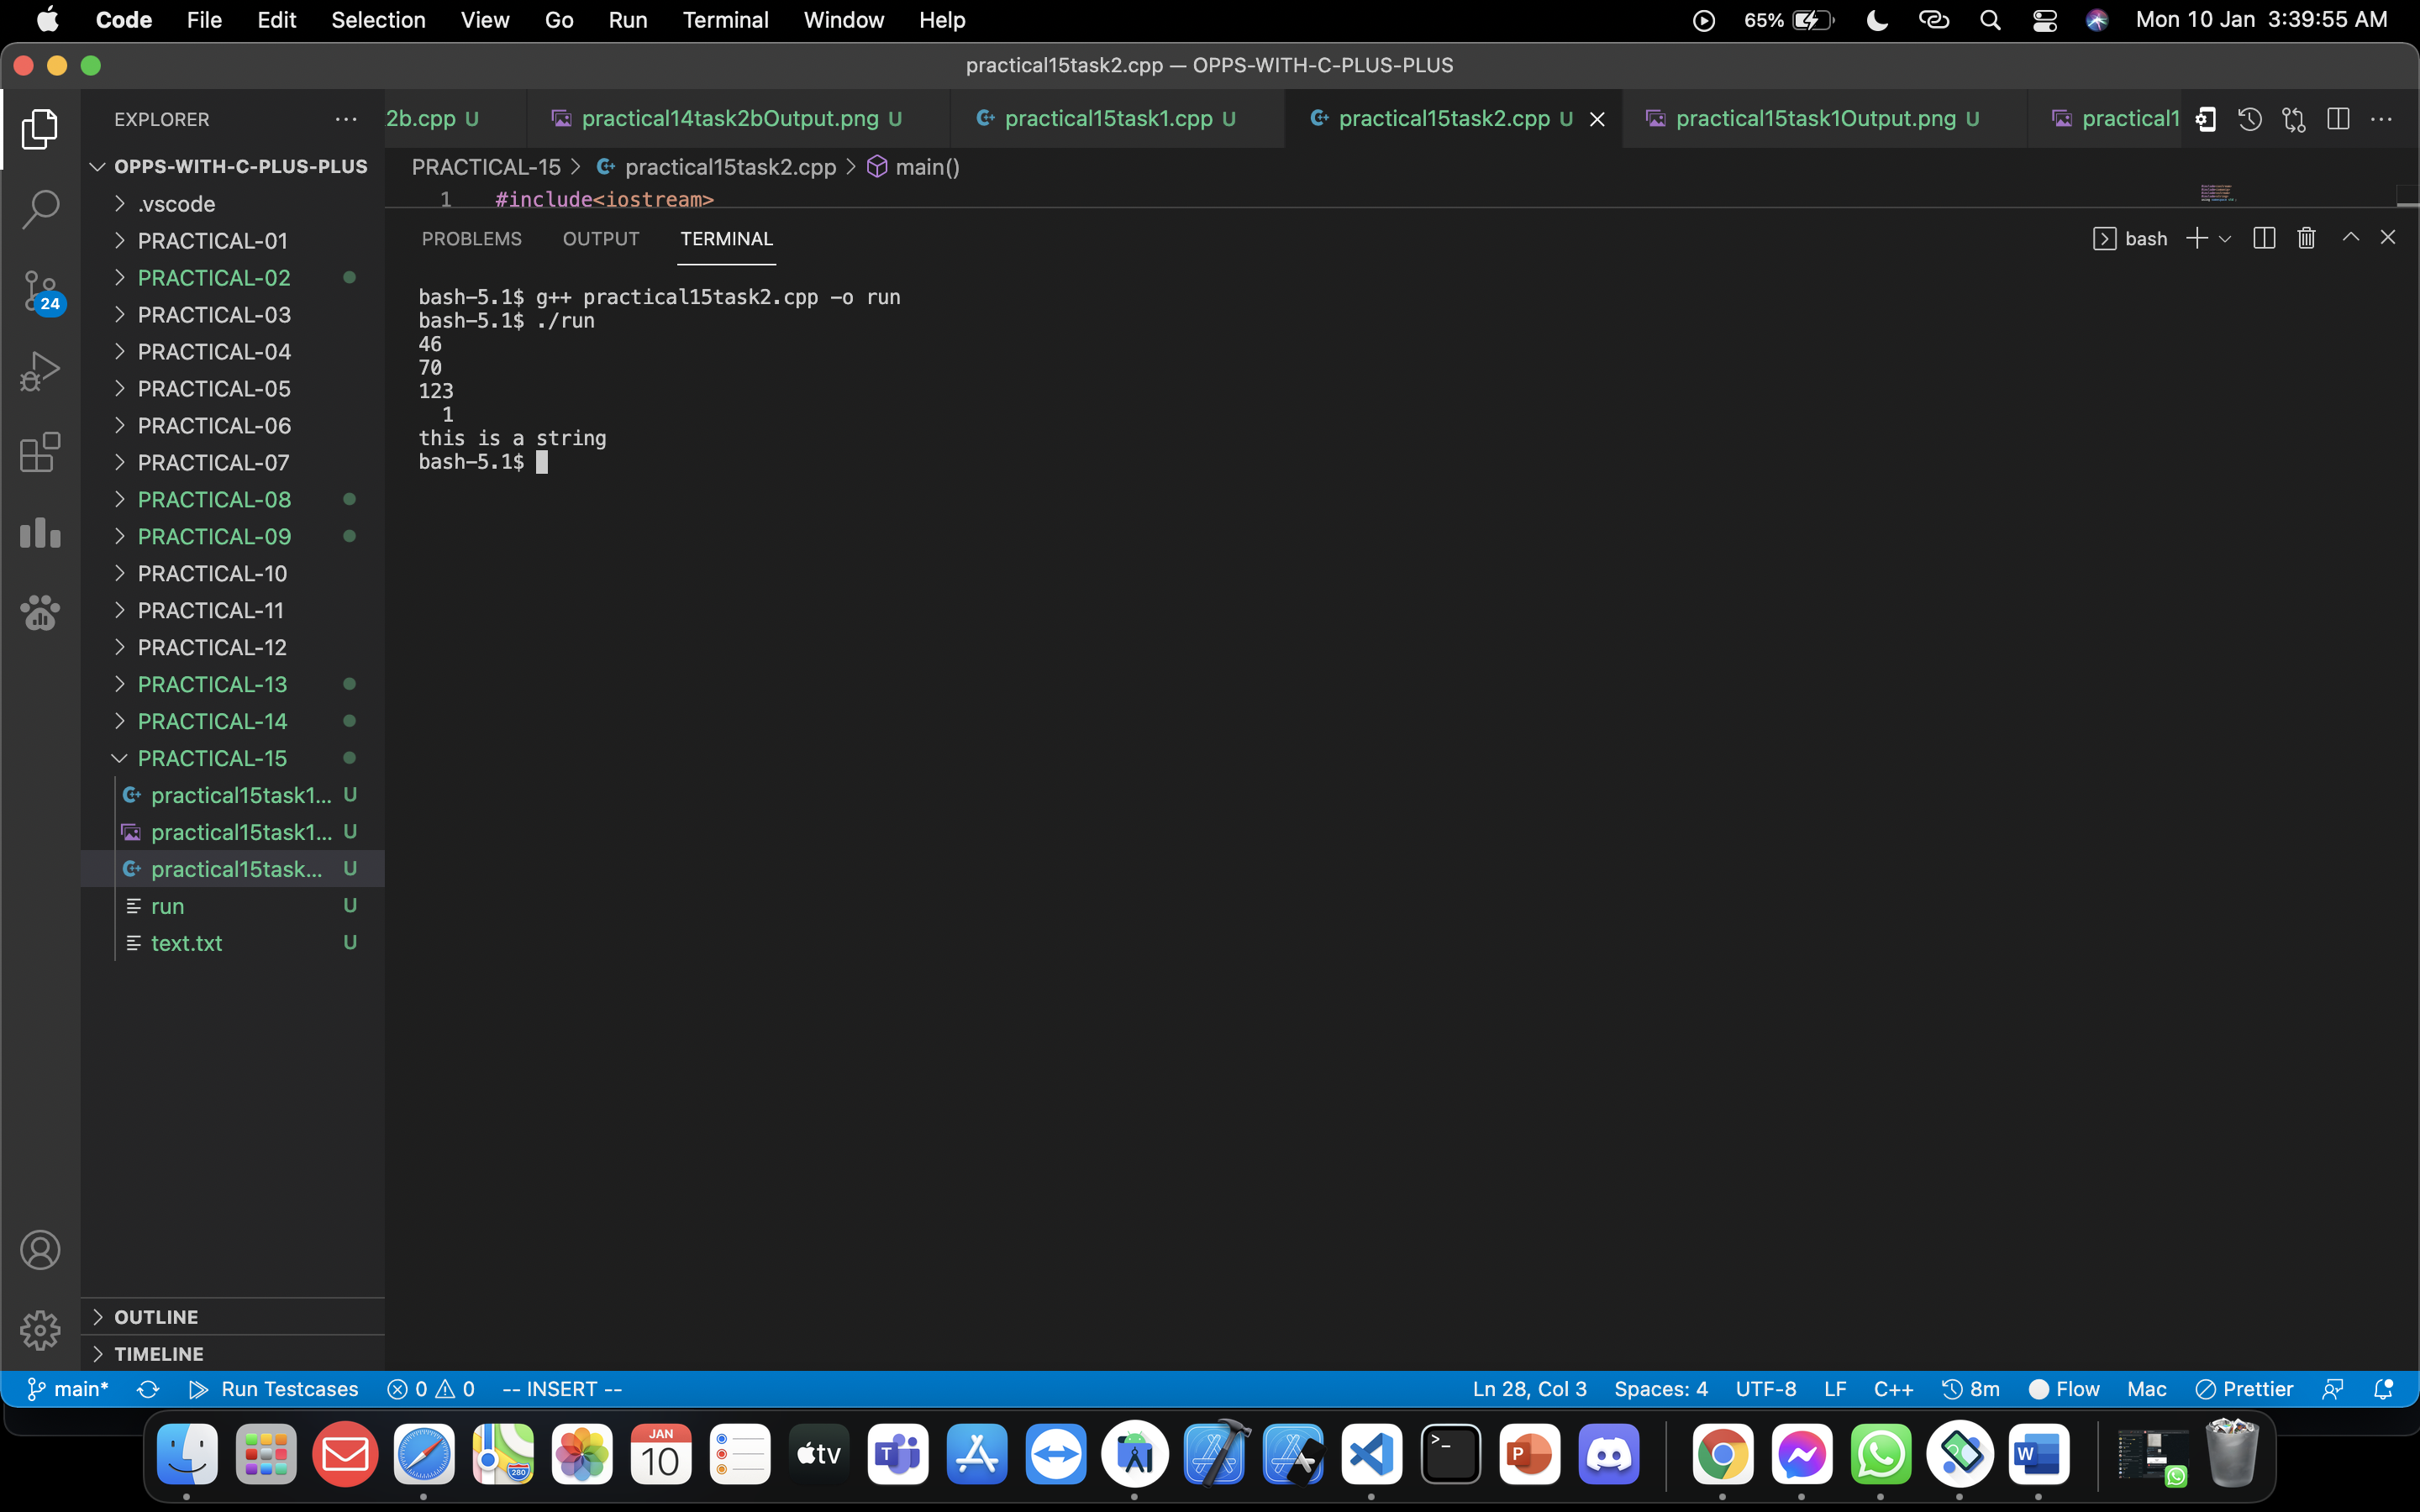 Code File Edit Selection View Go Run Terminal Window Help 65% Mon 10 Jan 3:39:55 AM
practical15task2.cpp — OPPS-WITH-C-PLUS-PLUS
EXPLORER
2b.cpp U practical14task2bOutput.png U practical15task1.cpp U practical15task2.cpp U practical15task1Output.png U practical1
OPPS-WITH-C-PLUS-PLUS
PRACTICAL-15 > practical15task2.cpp > main()
1 #include<iostream>
.vscode
PRACTICAL-01
PRACTICAL-02
PRACTICAL-03
PRACTICAL-04
PRACTICAL-05
PRACTICAL-06
PRACTICAL-07
PRACTICAL-08
PRACTICAL-09
PRACTICAL-10
PRACTICAL-11
PRACTICAL-12
PRACTICAL-13
PRACTICAL-14
PRACTICAL-15
practical15task1... U
practical15task1... U
practical15task... U
run U
text.txt U
OUTLINE
TIMELINE
24
PROBLEMS OUTPUT TERMINAL bash
bash-5.1$ g++ practical15task2.cpp -o run
bash-5.1$ ./run
46
70
123
  1
this is a string
bash-5.1$
main* Run Testcases 0 0 -- INSERT -- Ln 28, Col 3 Spaces: 4 UTF-8 LF C++ 8m Flow Mac Prettier
280
JAN
10
tv
T
P
W